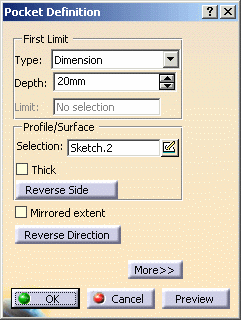 Pocket Definition
First Limit
Type: Dimension
Depth: 20mm
Limit: No selection
Profile/Surface
Selection: Sketch.2
Thick
Reverse Side
Mirrored extent
Reverse Direction
More>>
OK Cancel Preview